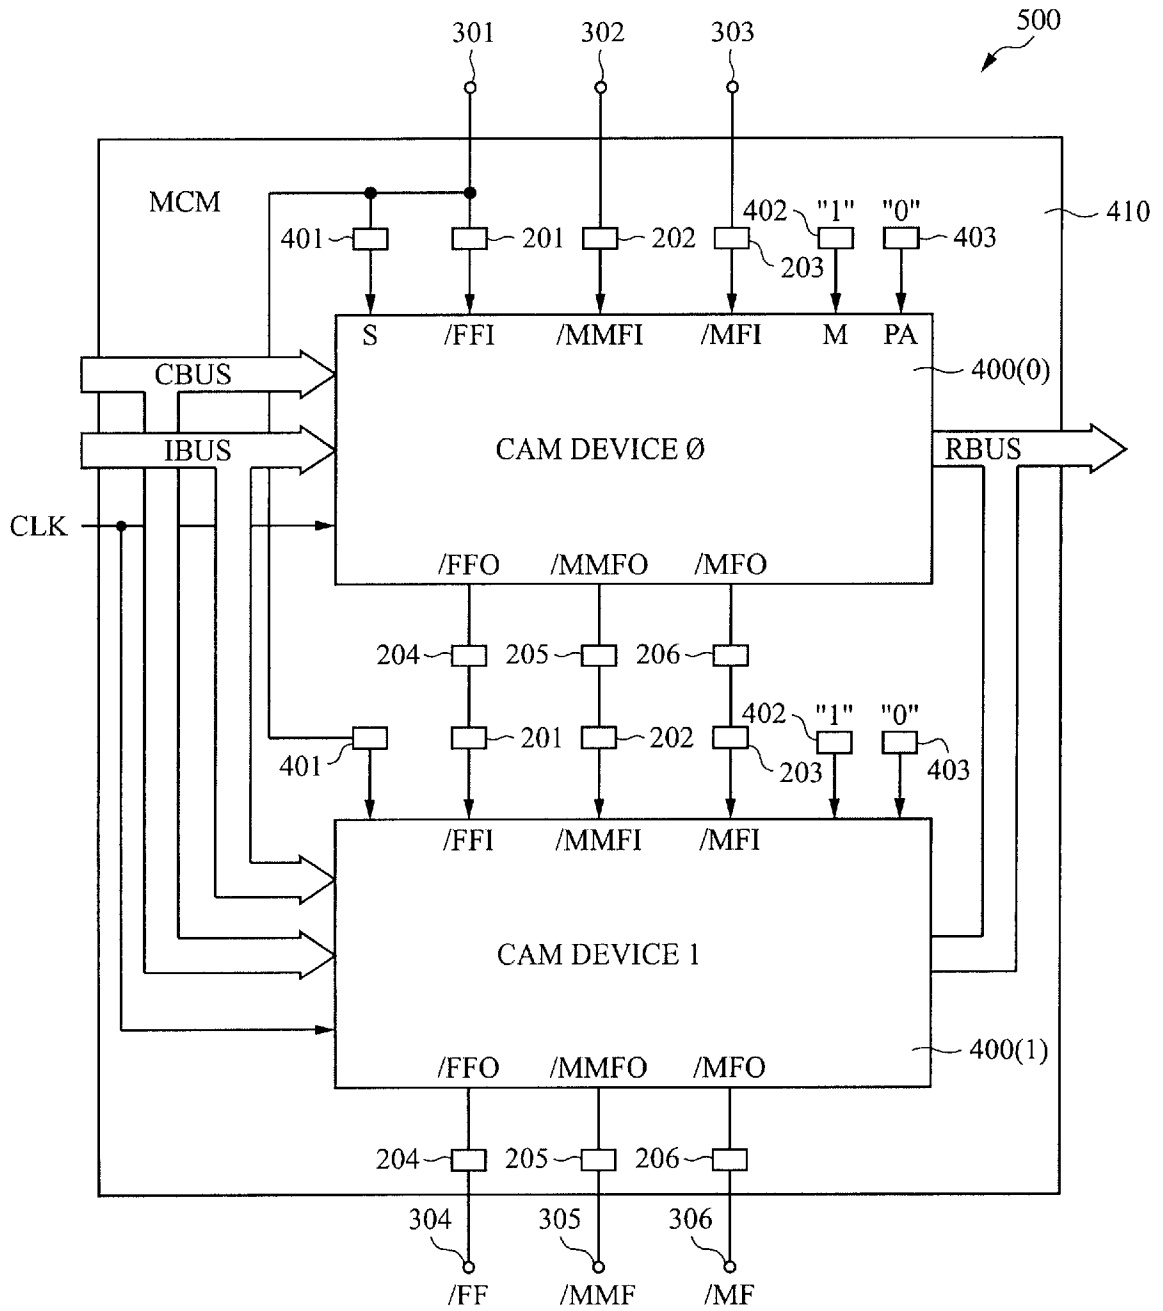 500
301 302 303
MCM
410
401 201 202 203 402 "1" "0" 403
S /FFI /MMFI /MFI M PA
400(0)
CBUS
IBUS
CAM DEVICE Ø
RBUS
CLK
/FFO /MMFO /MFO
204 205 206
401 201 202 203 402 "1" "0" 403
/FFI /MMFI /MFI
CAM DEVICE 1
400(1)
/FFO /MMFO /MFO
204 205 206
304 305 306
/FF /MMF /MF